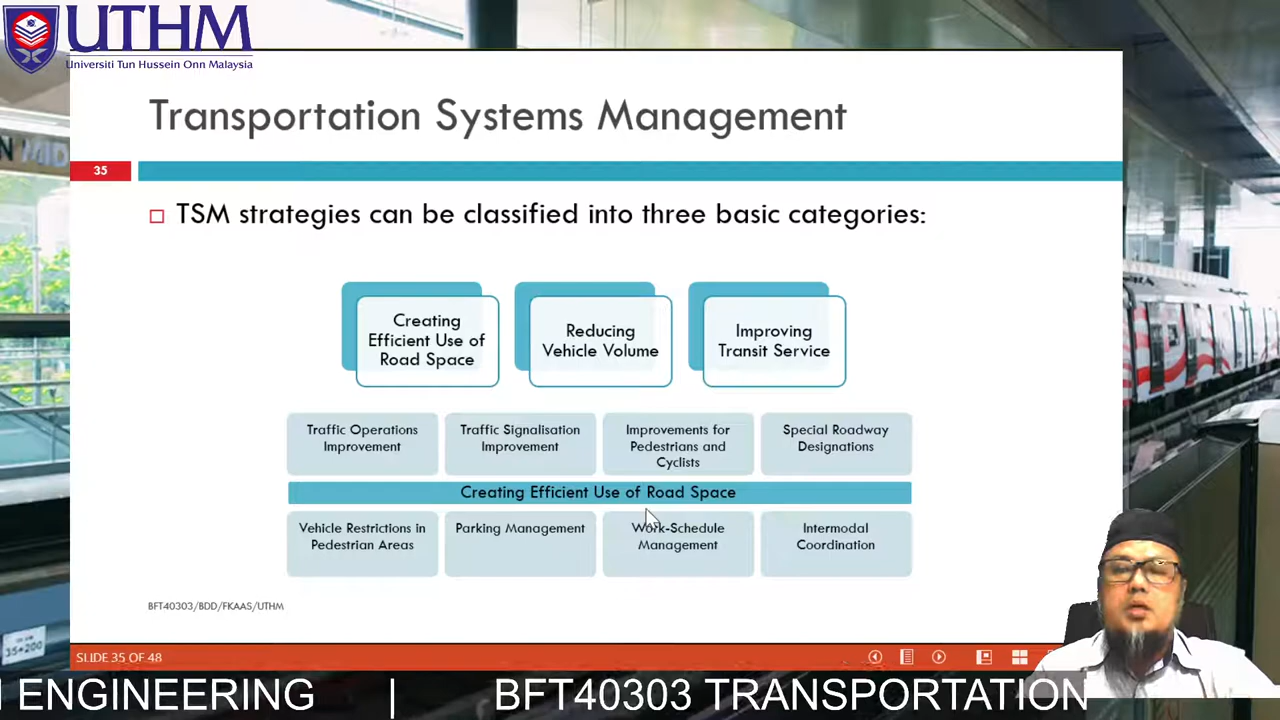 UTHM
Universiti Tun Hussein Onn Malaysia
N MID
Transportation Systems Management
35
TSM strategies can be classified into three basic categories:
Creating
Efficient Use of
Road Space
Reducing
Vehicle Volume
Improving
Transit Service
Traffic Operations
Improvement
Traffic Signalisation
Improvement
Improvements for
Pedestrians and
Cyclists
Special Roadway
Designations
Creating Efficient Use of Road Space
Vehicle Restrictions in
Pedestrian Areas
Parking Management
Work-Schedule
Management
Intermodal
Coordination
BFT40303/BDD/FKAAS/UTHM
35+200
SLIDE 35 OF 48
ENGINEERING | BFT40303 TRANSPORTATION